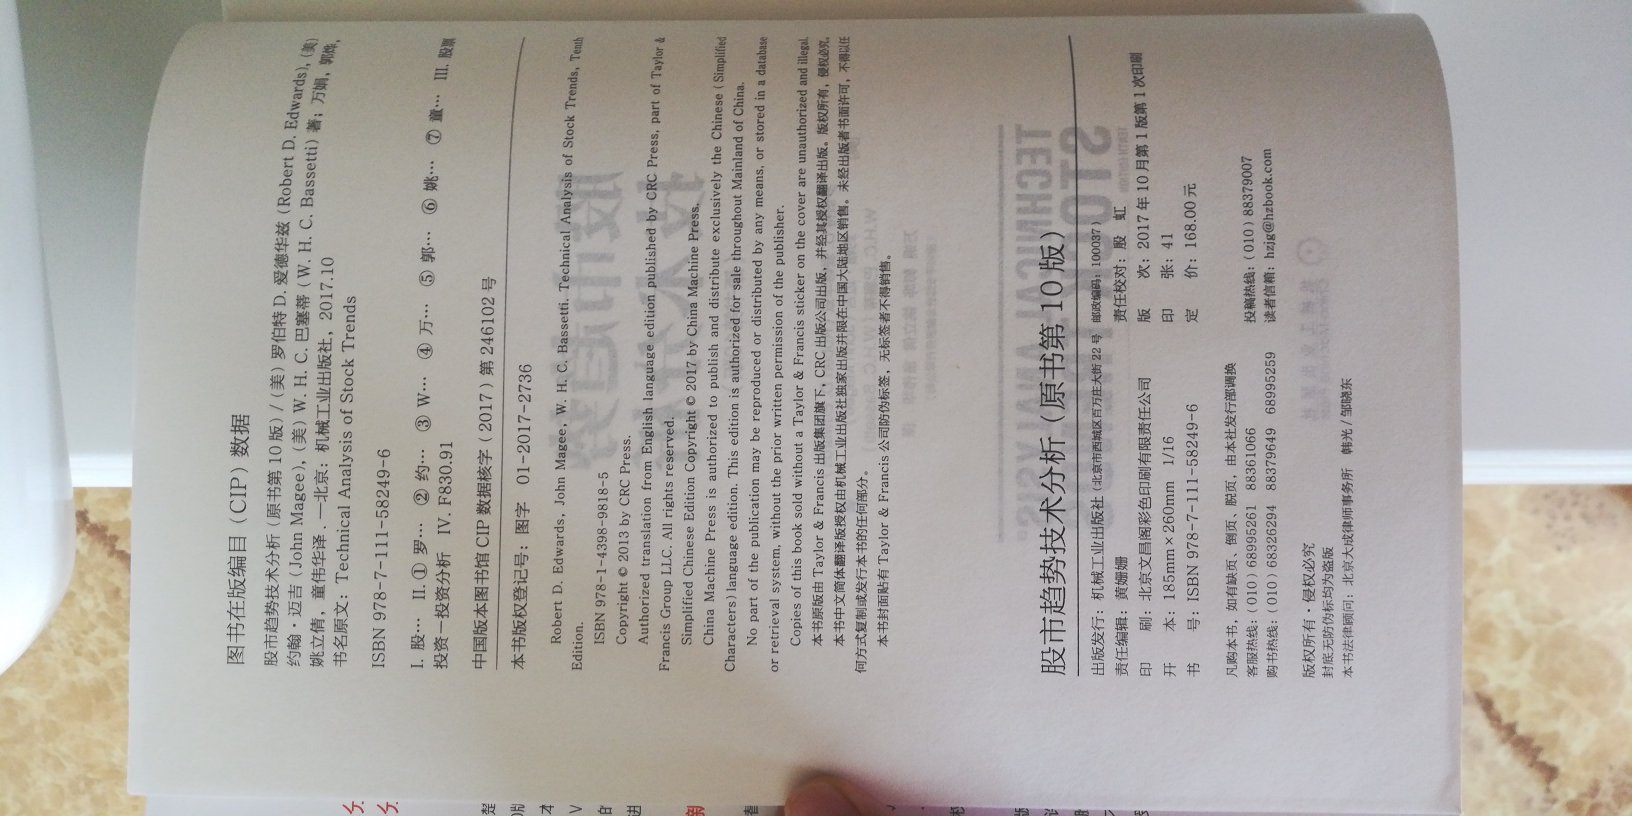 图书在版编目（CIP）数据
股市趋势技术分析（原书第 10 版）/（美）罗伯特 D. 爱德华兹（Robert D. Edwards），（美）
约翰・迈吉（John Magee），（美）W. H. C. 巴塞蒂（W. H. C. Bassetti）著；万娟，郭烨，
姚立倩，童伟华译. —北京：机械工业出版社，2017.10
书名原文：Technical Analysis of Stock Trends
ISBN 978-7-111-58249-6
I. 股… II. ① 罗… ② 约… ③ W… ④ 万… ⑤ 郭… ⑥ 姚… ⑦ 童… III. 股票
投资－投资分析 IV. F830.91
中国版本图书馆 CIP 数据核字（2017）第 246102 号
本书版权登记号：图字 01-2017-2736
Robert D. Edwards, John Magee, W. H. C. Bassetti. Technical Analysis of Stock Trends, Tenth
Edition.
ISBN 978-1-4398-9818-5
Copyright © 2013 by CRC Press.
Authorized translation from English language edition published by CRC Press, part of Taylor &
Francis Group LLC. All rights reserved.
Simplified Chinese Edition Copyright © 2017 by China Machine Press.
China Machine Press is authorized to publish and distribute exclusively the Chinese (Simplified
Characters) language edition. This edition is authorized for sale throughout Mainland of China.
No part of the publication may be reproduced or distributed by any means, or stored in a database
or retrieval system, without the prior written permission of the publisher.
Copies of this book sold without a Taylor & Francis sticker on the cover are unauthorized and illegal.
本书原版由 Taylor & Francis 出版集团旗下，CRC 出版公司出版，并经其授权翻译出版。版权所有，侵权必究。
本书中文简体翻译版授权由机械工业出版社独家出版并限在中国大陆地区销售。未经出版者书面许可，不得以任
何方式复制或发行本书的任何部分。
本书封面贴有 Taylor & Francis 公司防伪标签，无标签者不得销售。
股市趋势技术分析（原书第 10 版）
出版发行：机械工业出版社（北京市西城区百万庄大街 22 号 邮政编码：100037）
责任编辑：黄姗姗 责任校对：殷 虹
印 刷：北京文昌阁彩色印刷有限责任公司 版 次：2017 年 10 月第 1 版第 1 次印刷
开 本：185mm×260mm 1/16 印 张：41
书 号：ISBN 978-7-111-58249-6 定 价：168.00 元
凡购本书，如有缺页、倒页、脱页，由本社发行部调换
客服热线：（010）68995261 88361066 投稿热线：（010）88379007
购书热线：（010）68326294 88379649 68995259 读者信箱：hzjg@hzbook.com
版权所有・侵权必究
封底无防伪标均为盗版
本书法律顾问：北京大成律师事务所 韩光 / 邹晓东